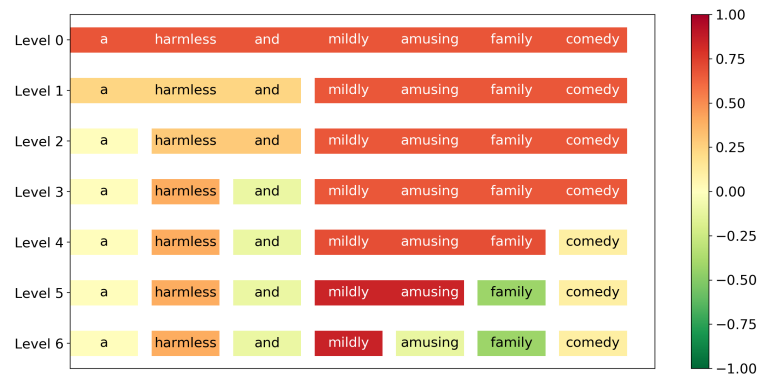 Level 0 a harmless and mildly amusing family comedy
Level 1 a harmless and mildly amusing family comedy
Level 2 a harmless and mildly amusing family comedy
Level 3 a harmless and mildly amusing family comedy
Level 4 a harmless and mildly amusing family comedy
Level 5 a harmless and mildly amusing family comedy
Level 6 a harmless and mildly amusing family comedy
1.00
0.75
0.50
0.25
0.00
−0.25
−0.50
−0.75
−1.00